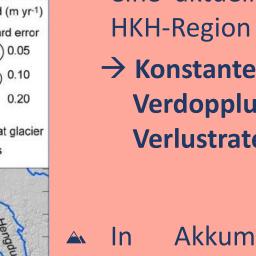 (m yr⁻¹)
rd error
0.05
0.10
0.20
at glacier
HKH-Region
→ Konstante
Verdopplu
Verlustrate
In Akkum
Hengdu